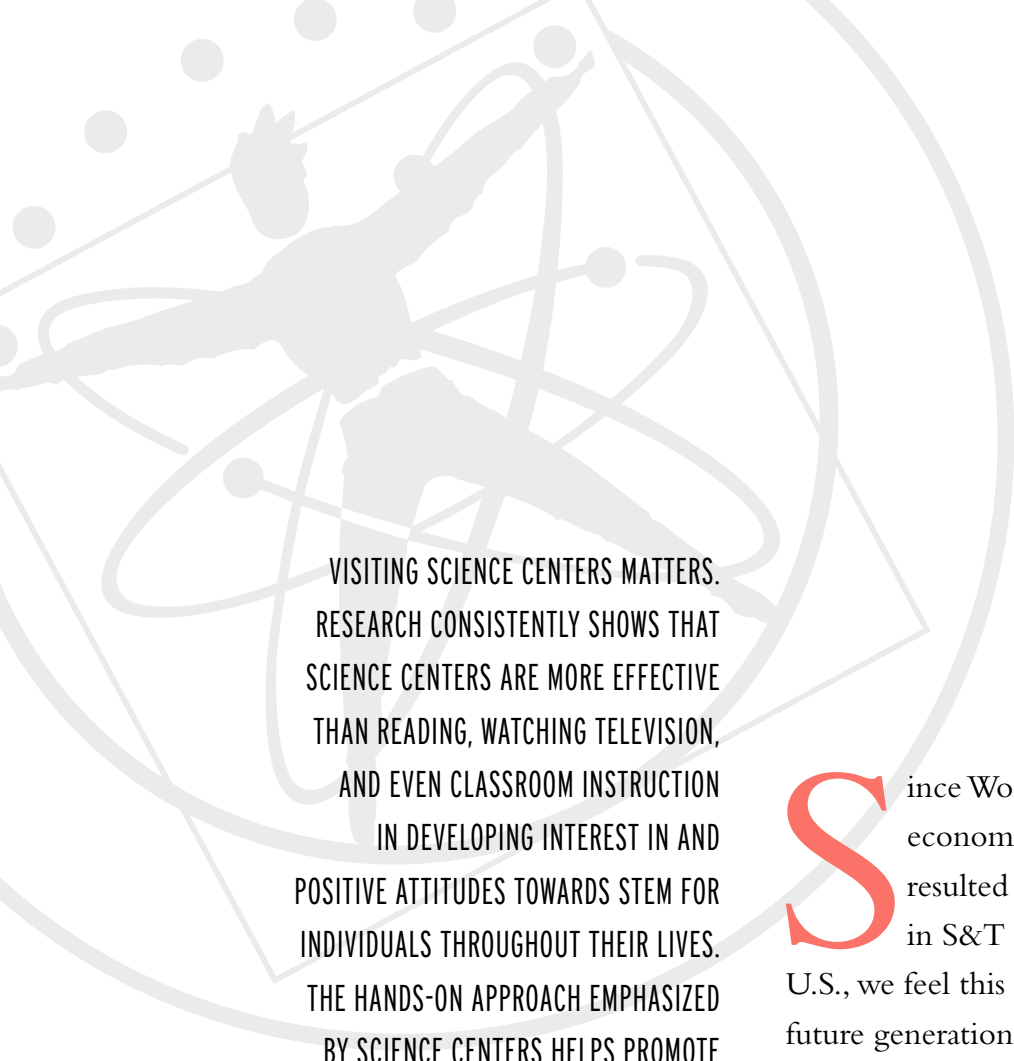 VISITING SCIENCE CENTERS MATTERS.
RESEARCH CONSISTENTLY SHOWS THAT
SCIENCE CENTERS ARE MORE EFFECTIVE
THAN READING, WATCHING TELEVISION,
AND EVEN CLASSROOM INSTRUCTION
IN DEVELOPING INTEREST IN AND
POSITIVE ATTITUDES TOWARDS STEM FOR
INDIVIDUALS THROUGHOUT THEIR LIVES.
THE HANDS-ON APPROACH EMPHASIZED
BY SCIENCE CENTERS HELPS PROMOTE
Since Wo
econom
resulted
in S&T
U.S., we feel this
future generation